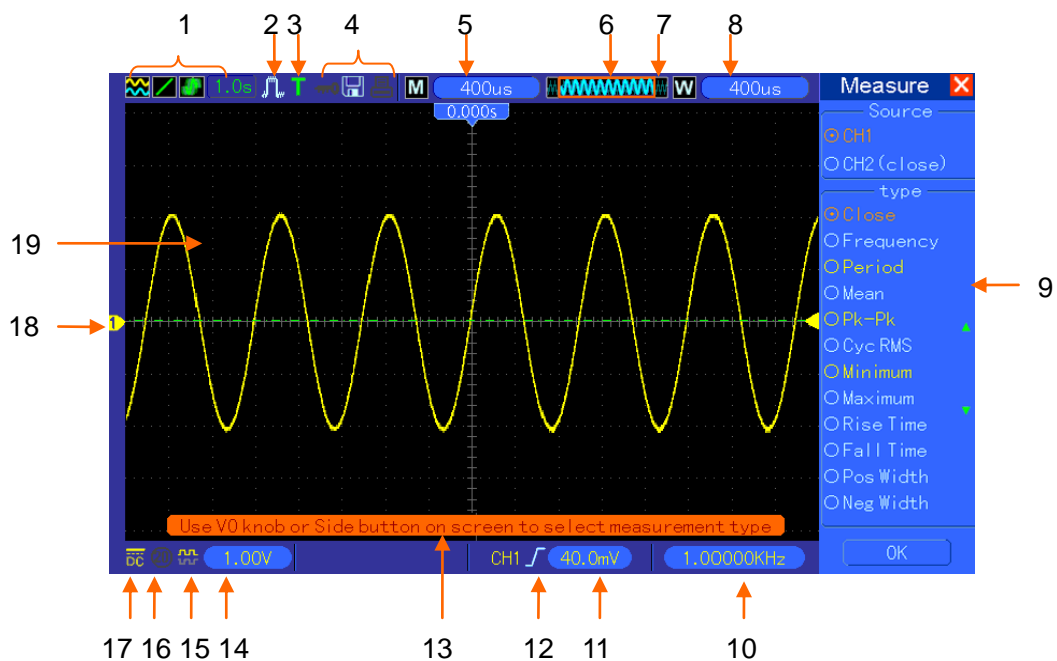 1 2 3 4 5 6 7 8
1.0s T M 400us W 400us Measure X
0.000s
Source
CH1
CH2(close)
type
Close
19
Frequency
Period
9
Mean
18
1
Pk-Pk
Cyc RMS
Minimum
Maximum
Rise Time
Fall Time
Pos Width
Neg Width
Use V0 knob or Side button on screen to select measurement type
DC 1.00V CH1 40.0mV 1.00000KHz OK
17 16 15 14 13 12 11 10